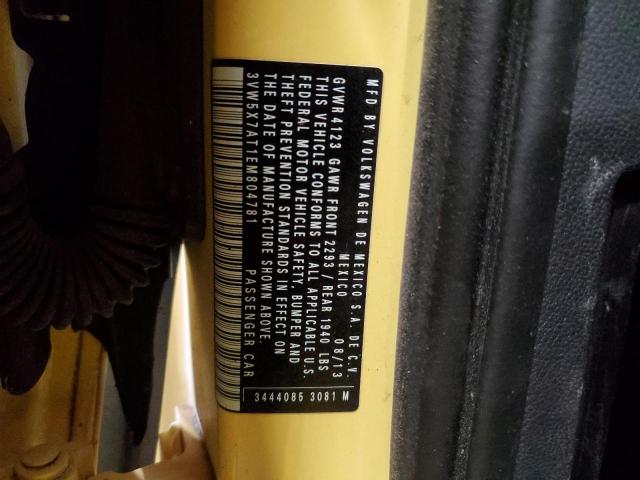 MFD BY VOLKSWAGEN DE MEXICO S.A. DE C.V.
MEXICO 08/13
GVWR 4123 GAWR FRONT 2293 / REAR 1940 LBS
THIS VEHICLE CONFORMS TO ALL APPLICABLE U.S.
FEDERAL MOTOR VEHICLE SAFETY, BUMPER AND
THEFT PREVENTION STANDARDS IN EFFECT ON
THE DATE OF MANUFACTURE SHOWN ABOVE.
3VW5X7AT1EM804781 PASSENGER CAR
3444085 3081 M